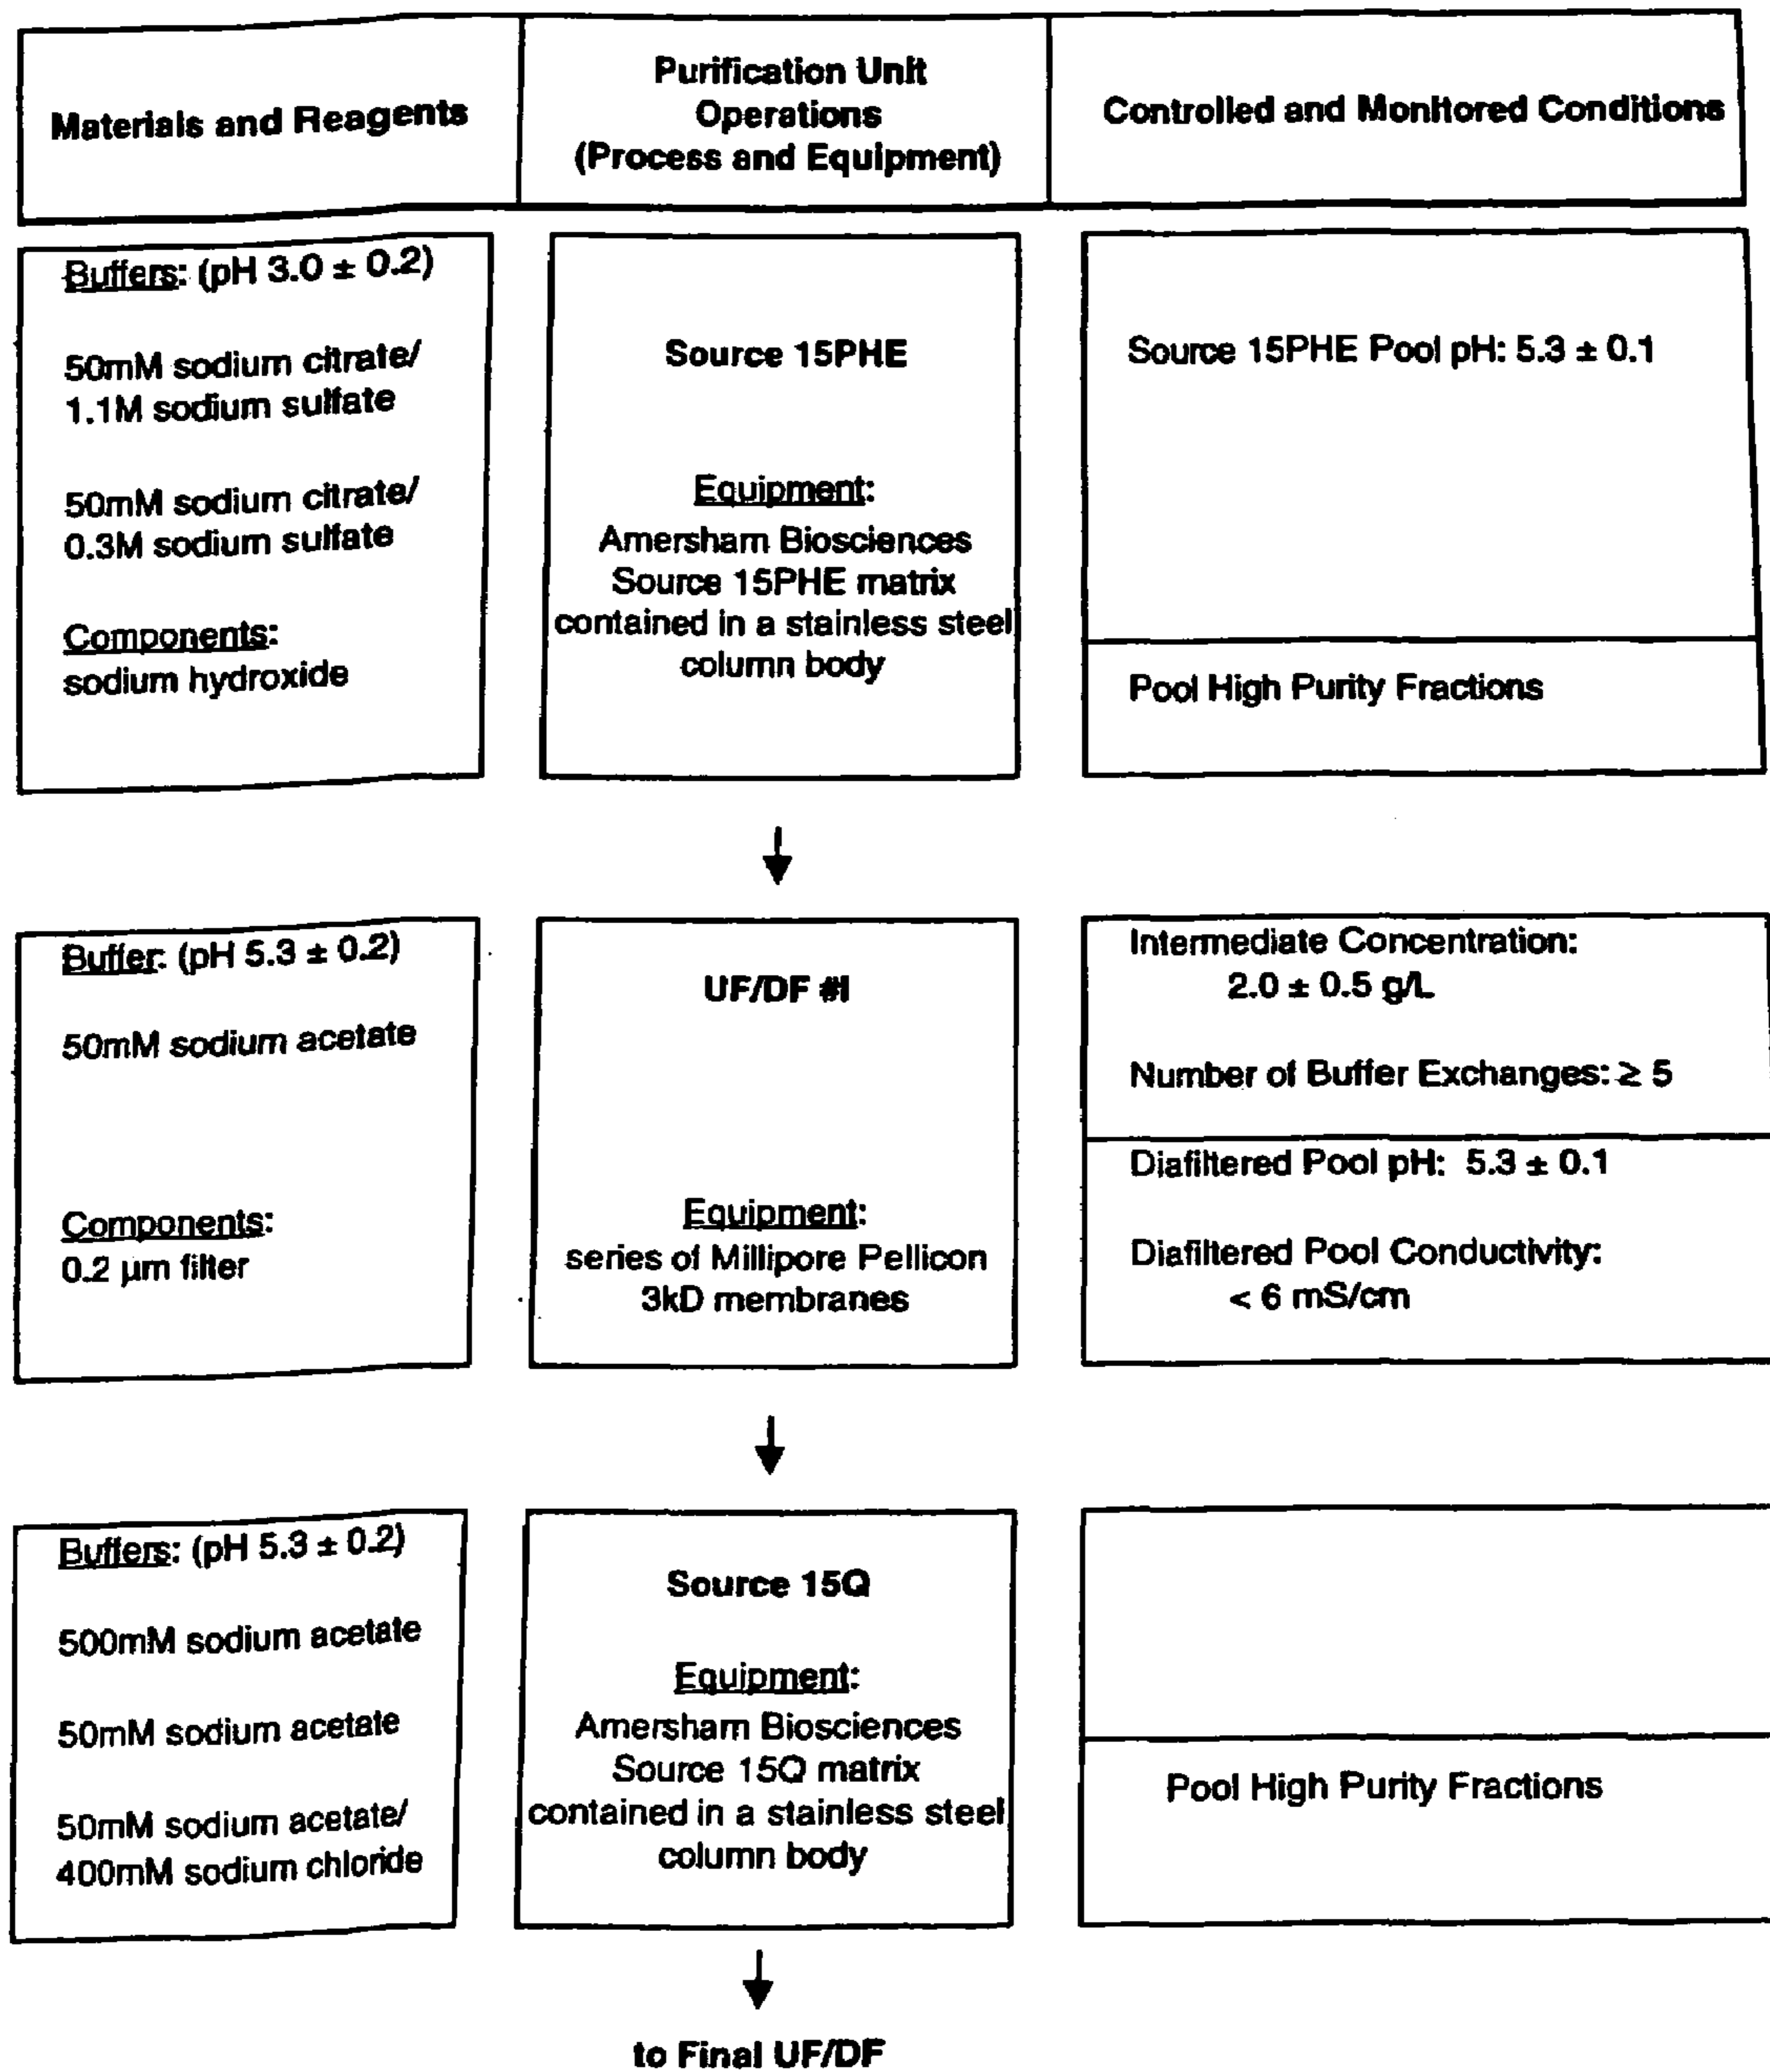 Materials and Reagents
Purification Unit
Operations
(Process and Equipment)
Controlled and Monitored Conditions
Buffers: (pH 3.0 ± 0.2)
50mM sodium citrate/
1.1M sodium sulfate
50mM sodium citrate/
0.3M sodium sulfate
Components:
sodium hydroxide
Source 15PHE
Equipment:
Amersham Biosciences
Source 15PHE matrix
contained in a stainless steel
column body
Source 15PHE Pool pH: 5.3 ± 0.1
Pool High Purity Fractions
Buffer: (pH 5.3 ± 0.2)
50mM sodium acetate
Components:
0.2 µm filter
UF/DF #I
Equipment:
series of Millipore Pellicon
3kD membranes
Intermediate Concentration:
2.0 ± 0.5 g/L
Number of Buffer Exchanges: ≥ 5
Diafiltered Pool pH: 5.3 ± 0.1
Diafiltered Pool Conductivity:
< 6 mS/cm
Buffers: (pH 5.3 ± 0.2)
500mM sodium acetate
50mM sodium acetate
50mM sodium acetate/
400mM sodium chloride
Source 15Q
Equipment:
Amersham Biosciences
Source 15Q matrix
contained in a stainless steel
column body
Pool High Purity Fractions
to Final UF/DF